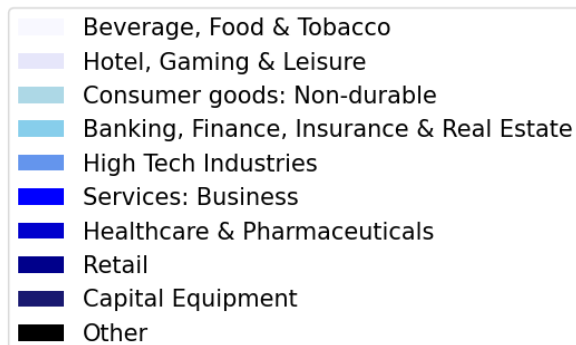 Beverage, Food & Tobacco
Hotel, Gaming & Leisure
Consumer goods: Non-durable
Banking, Finance, Insurance & Real Estate
High Tech Industries
Services: Business
Healthcare & Pharmaceuticals
Retail
Capital Equipment
Other